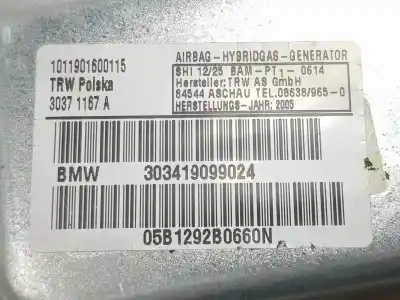 1011901600115
TRW Polska
3037 1167 A
AIRBAG-HYBRIDGAS-GENERATOR
SHI 12/25 BAM-PT1-0614
Hersteller:TRW AS GmbH
84544 ASCHAU TEL.08638/965-0
HERSTELLUNGS-JAHR:2005
BMW 303419099024
05B1292B0660N